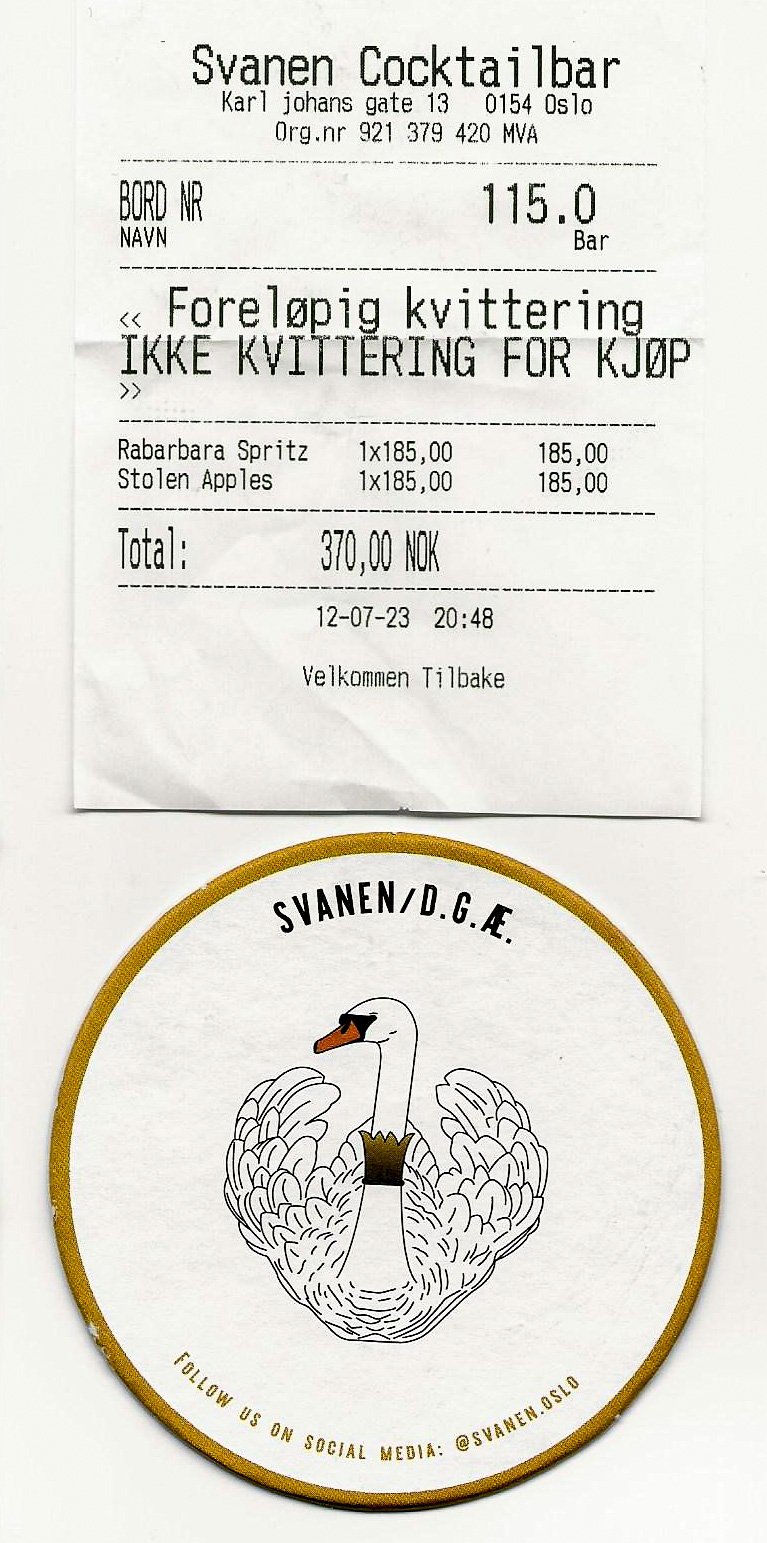 Svanen Cocktailbar
Karl johans gate 13 0154 Oslo
Org.nr 921 379 420 MVA
BORD NR 115.0
NAVN Bar
« Foreløpig kvittering
IKKE KVITTERING FOR KJØP
»
Rabarbara Spritz 1x185,00 185,00
Stolen Apples 1x185,00 185,00
Total: 370,00 NOK
12-07-23 20:48
Velkommen Tilbake
SVANEN/D.G.Æ.
FOLLOW US ON SOCIAL MEDIA: @SVANEN.OSLO